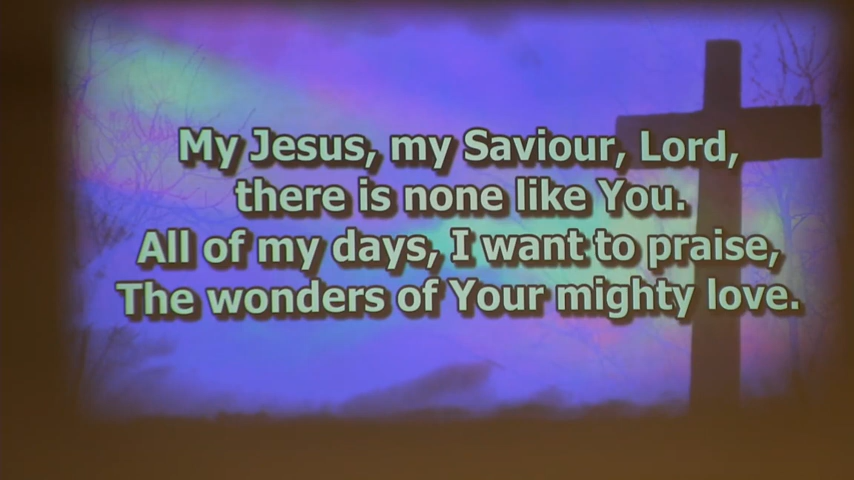 My Jesus, my Saviour, Lord,
there is none like You.
All of my days, I want to praise,
The wonders of Your mighty love.